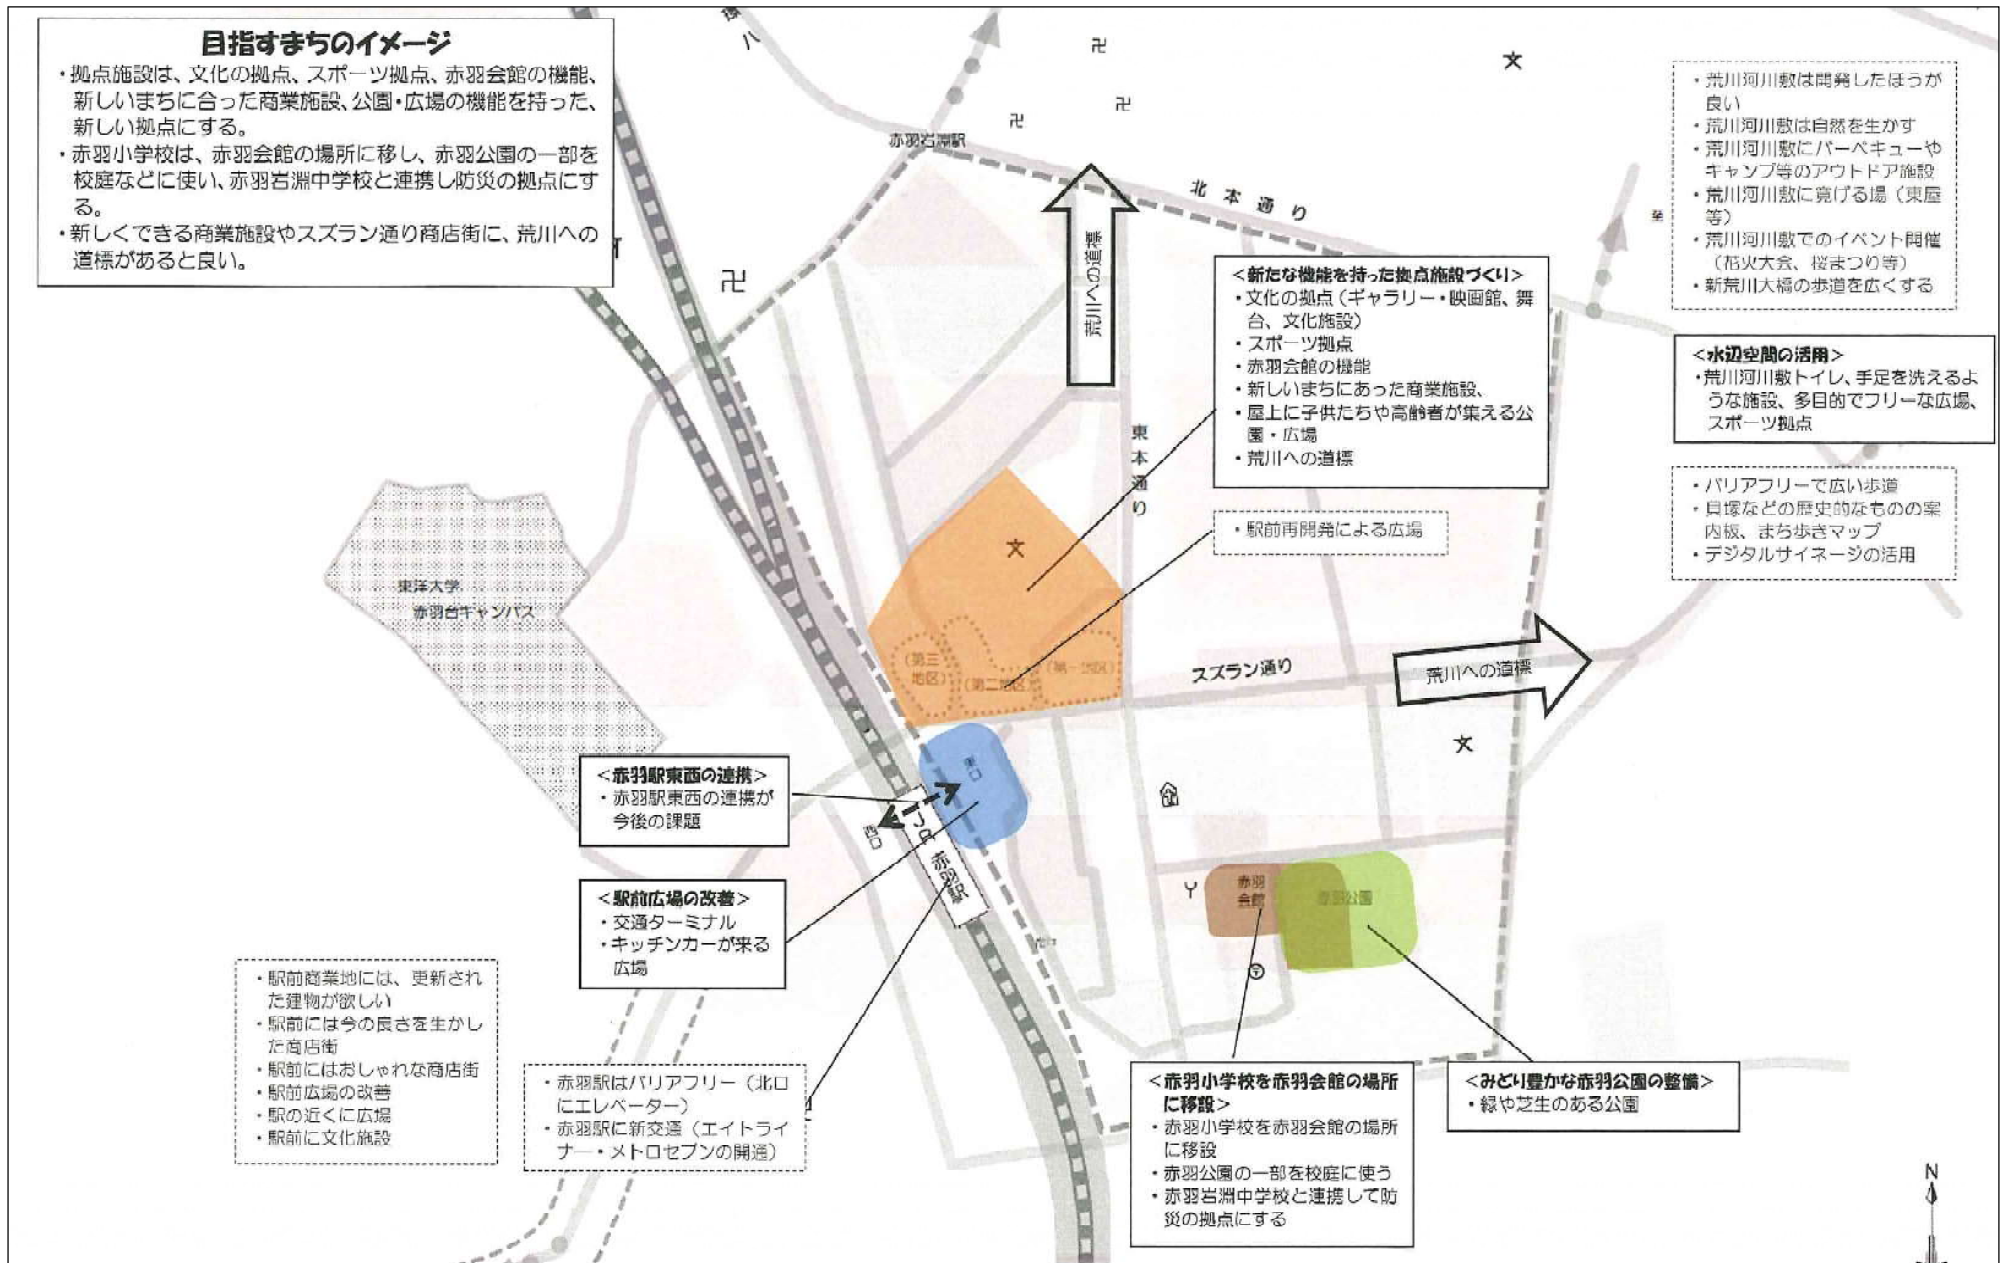 目指すまちのイメージ
・拠点施設は、文化の拠点、スポーツ拠点、赤羽会館の機能、
新しいまちに合った商業施設、公園・広場の機能を持った、
新しい拠点にする。
・赤羽小学校は、赤羽会館の場所に移し、赤羽公園の一部を
校庭などに使い、赤羽岩淵中学校と連携し防災の拠点にす
る。
・新しくできる商業施設やスズラン通り商店街に、荒川への
道標があると良い。
・荒川河川敷は開発したほうが
良い
・荒川河川敷は自然を生かす
・荒川河川敷にバーベキューや
キャンプ等のアウトドア施設
・荒川河川敷に寛げる場（東屋
等）
・荒川河川敷でのイベント開催
（花火大会、桜まつり等）
・新荒川大橋の歩道を広くする
赤羽岩淵駅
北本通り
荒川への道標
至
<新たな機能を持った拠点施設づくり>
・文化の拠点（ギャラリー・映画館、舞
台、文化施設）
・スポーツ拠点
・赤羽会館の機能
・新しいまちにあった商業施設、
・屋上に子供たちや高齢者が集える公
園・広場
・荒川への道標
<水辺空間の活用>
・荒川河川敷トイレ、手足を洗えるよ
うな施設、多目的でフリーな広場、
スポーツ拠点
東本通り
・駅前再開発による広場
・バリアフリーで広い歩道
・貝塚などの歴史的なものの案
内板、まち歩きマップ
・デジタルサイネージの活用
文
文
文
東洋大学
赤羽台キャンパス
（第三
地区）
（第二地区）
（第一地区）
スズラン通り
荒川への道標
<赤羽駅東西の連携>
・赤羽駅東西の連携が
今後の課題
東口
西口
赤羽駅
<駅前広場の改善>
・交通ターミナル
・キッチンカーが来る
広場
赤羽
会館
赤羽公園
・駅前商業地には、更新され
た建物が欲しい
・駅前には今の良さを生かし
た商店街
・駅前にはおしゃれな商店街
・駅前広場の改善
・駅の近くに広場
・駅前に文化施設
・赤羽駅はバリアフリー（北口
にエレベーター）
・赤羽駅に新交通（エイトライ
ナー・メトロセブンの開通）
<赤羽小学校を赤羽会館の場所
に移設>
・赤羽小学校を赤羽会館の場所
に移設
・赤羽公園の一部を校庭に使う
・赤羽岩淵中学校と連携して防
災の拠点にする
<みどり豊かな赤羽公園の整備>
・緑や芝生のある公園
N